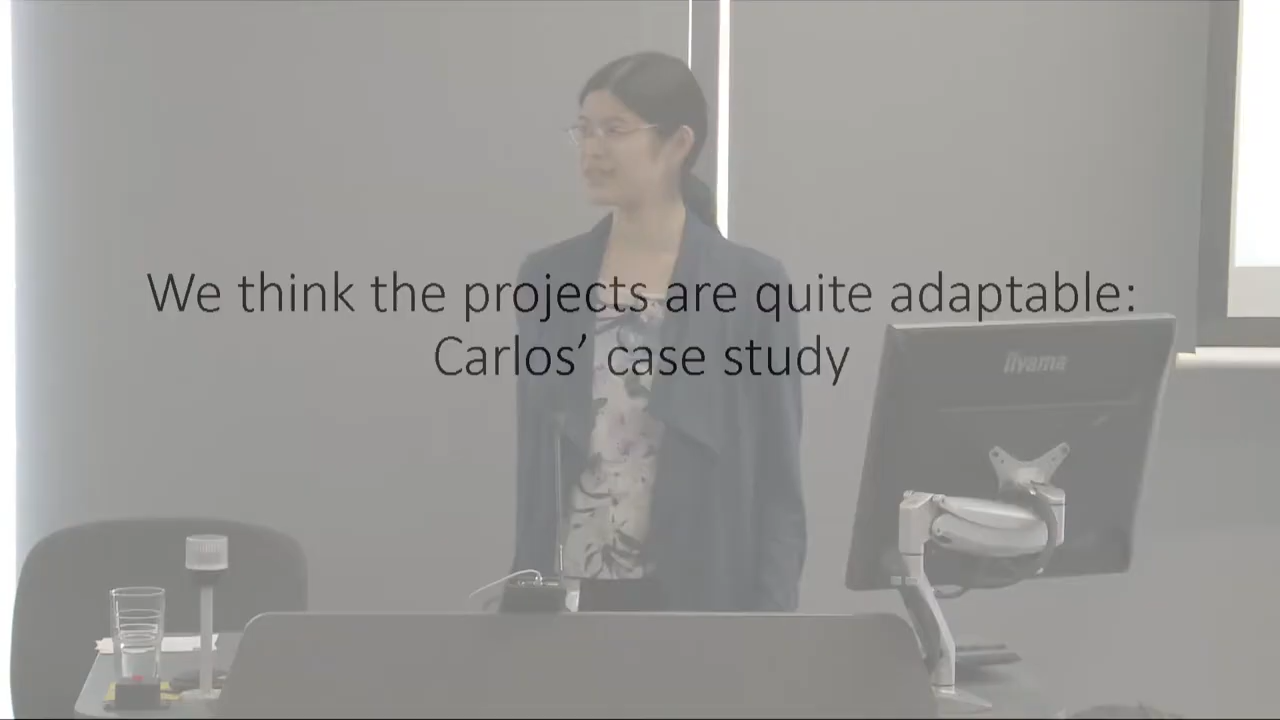 We think the projects are quite adaptable:
Carlos’ case study
iiyama